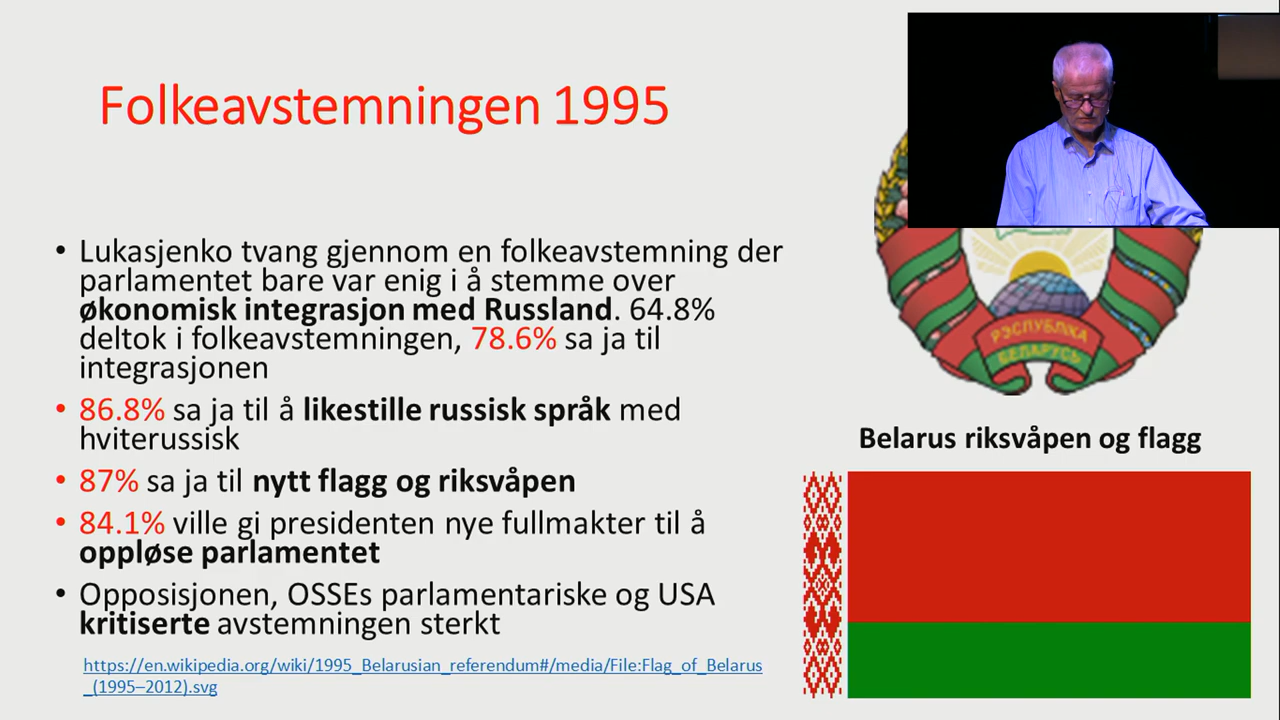 Folkeavstemningen 1995
• Lukasjenko tvang gjennom en folkeavstemning der
parlamentet bare var enig i å stemme over
økonomisk integrasjon med Russland. 64.8%
deltok i folkeavstemningen, 78.6% sa ja til
integrasjonen
• 86.8% sa ja til å likestille russisk språk med
hviterussisk
• 87% sa ja til nytt flagg og riksvåpen
• 84.1% ville gi presidenten nye fullmakter til å
oppløse parlamentet
• Opposisjonen, OSSEs parlamentariske og USA
kritiserte avstemningen sterkt
https://en.wikipedia.org/wiki/1995_Belarusian_referendum#/media/File:Flag_of_Belarus
_(1995–2012).svg
РЭСПУБЛІКА
БЕЛАРУСЬ
Belarus riksvåpen og flagg